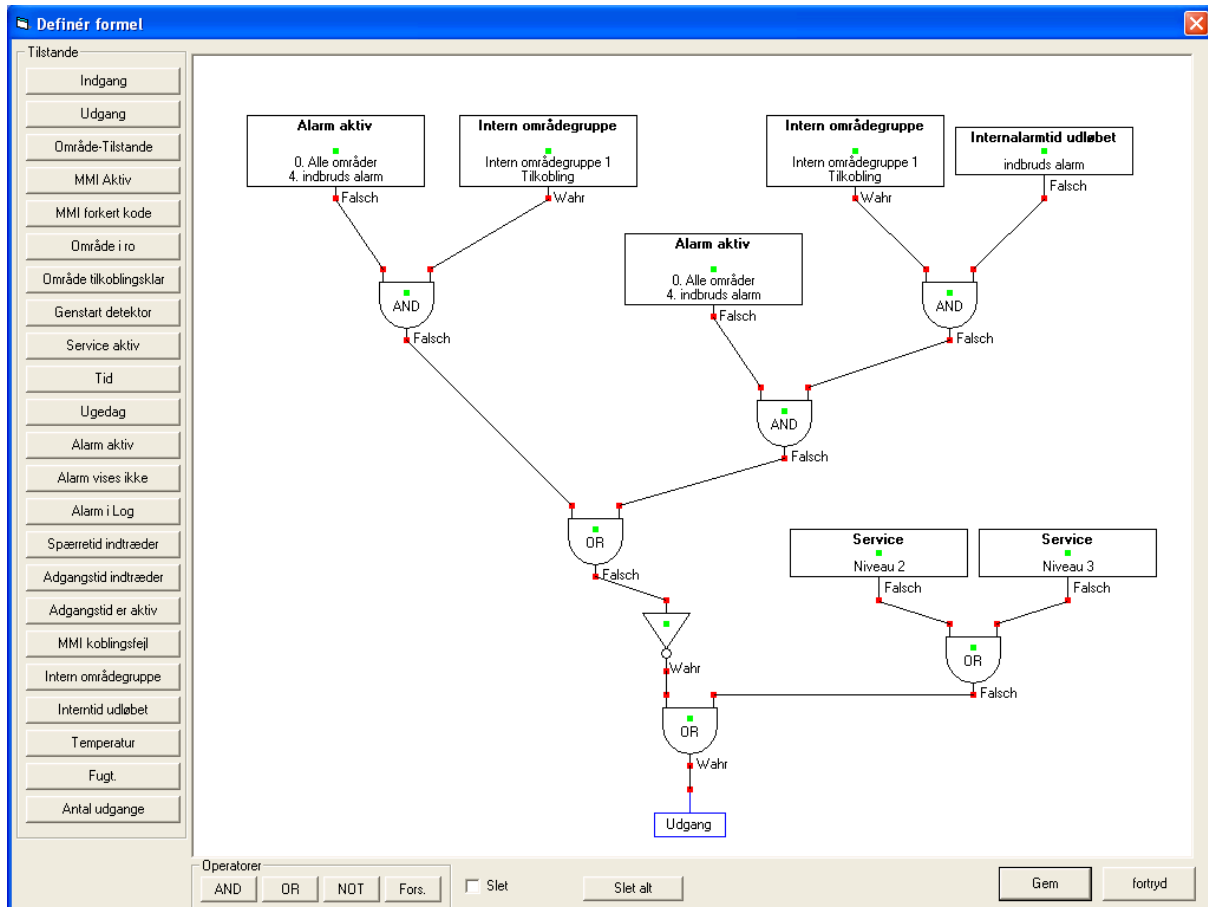 Definér formel
Tilstande
Indgang
Udgang
Område-Tilstande
MMI Aktiv
MMI forkert kode
Område i ro
Område tilkoblingsklar
Genstart detektor
Service aktiv
Tid
Ugedag
Alarm aktiv
Alarm vises ikke
Alarm i Log
Spærretid indtræder
Adgangstid indtræder
Adgangstid er aktiv
MMI koblingsfejl
Intern områdegruppe
Interntid udløbet
Temperatur
Fugt.
Antal udgange
Alarm aktiv
0. Alle områder
4. indbruds alarm
Falsch
Intern områdegruppe
Intern områdegruppe 1
Tilkobling
Wahr
Intern områdegruppe
Intern områdegruppe 1
Tilkobling
Wahr
Internalarmtid udløbet
indbruds alarm
Falsch
Alarm aktiv
0. Alle områder
4. indbruds alarm
Falsch
AND
Falsch
AND
Falsch
AND
Falsch
OR
Falsch
Service
Niveau 2
Falsch
Service
Niveau 3
Falsch
Wahr
OR
Falsch
OR
Wahr
Udgang
Operatorer
AND
OR
NOT
Fors.
Slet
Slet alt
Gem
fortryd